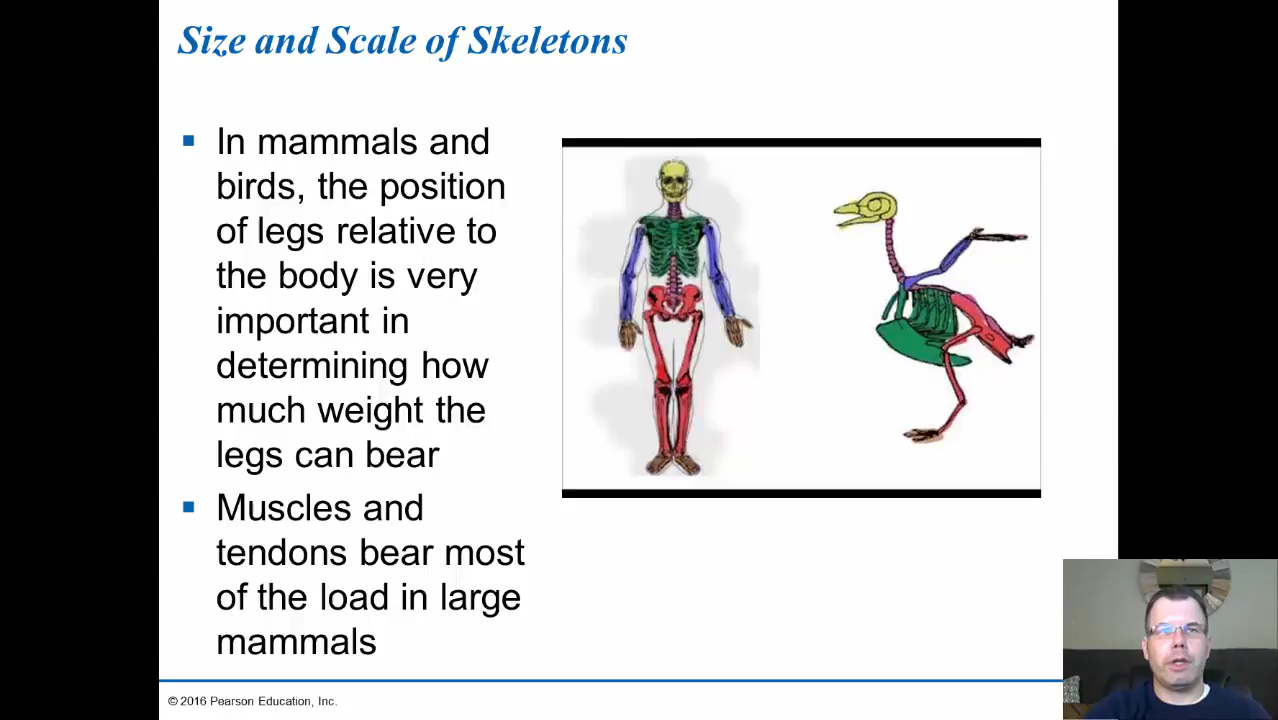 Size and Scale of Skeletons
In mammals and
birds, the position
of legs relative to
the body is very
important in
determining how
much weight the
legs can bear
Muscles and
tendons bear most
of the load in large
mammals
© 2016 Pearson Education, Inc.